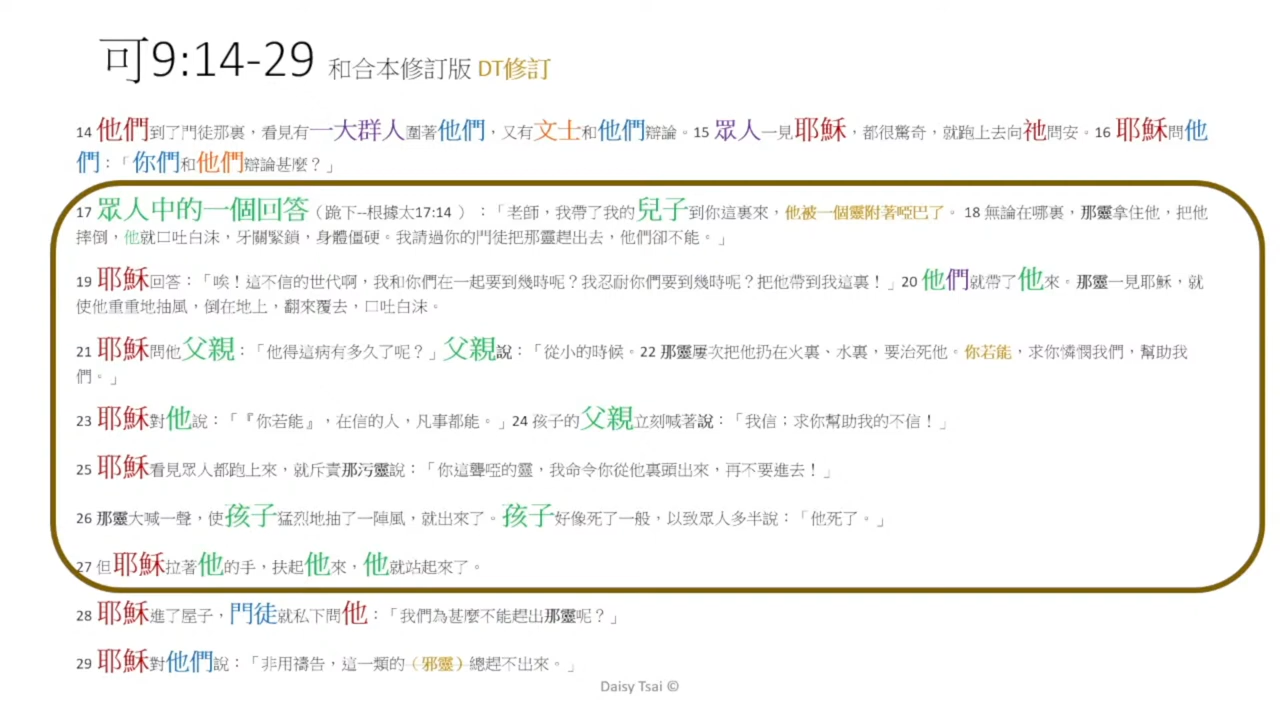 可9:14-29 和合本修訂版 DT修訂
14 他們到了門徒那裏，看見有一大群人圍著他們，又有文士和他們辯論。15 眾人一見耶穌，都很驚奇，就跑上去向祂問安。16 耶穌問他
們：「你們和他們辯論甚麼？」
17 眾人中的一個回答（跪下--根據太17:14 ）：「老師，我帶了我的兒子到你這裏來，他被一個靈附著啞巴了。 18 無論在哪裏，那靈拿住他，把他
摔倒，他就口吐白沫，牙關緊鎖，身體僵硬。我請過你的門徒把那靈趕出去，他們卻不能。」
19 耶穌回答：「唉！這不信的世代啊，我和你們在一起要到幾時呢？我忍耐你們要到幾時呢？把他帶到我這裏！」20 他們就帶了他來。那靈一見耶穌，就
使他重重地抽風，倒在地上，翻來覆去，口吐白沫。
21 耶穌問他父親：「他得這病有多久了呢？」父親說：「從小的時候。22 那靈屢次把他扔在火裏、水裏，要治死他。你若能，求你憐憫我們，幫助我
們。」
23 耶穌對他說：「『你若能』，在信的人，凡事都能。」24 孩子的父親立刻喊著說：「我信；求你幫助我的不信！」
25 耶穌看見眾人都跑上來，就斥責那污靈說：「你這聾啞的靈，我命令你從他裏頭出來，再不要進去！」
26 那靈大喊一聲，使孩子猛烈地抽了一陣風，就出來了。孩子好像死了一般，以致眾人多半說：「他死了。」
27 但耶穌拉著他的手，扶起他來，他就站起來了。
28 耶穌進了屋子，門徒就私下問他：「我們為甚麼不能趕出那靈呢？」
29 耶穌對他們說：「非用禱告，這一類的（邪靈）總趕不出來。」
Daisy Tsai ©